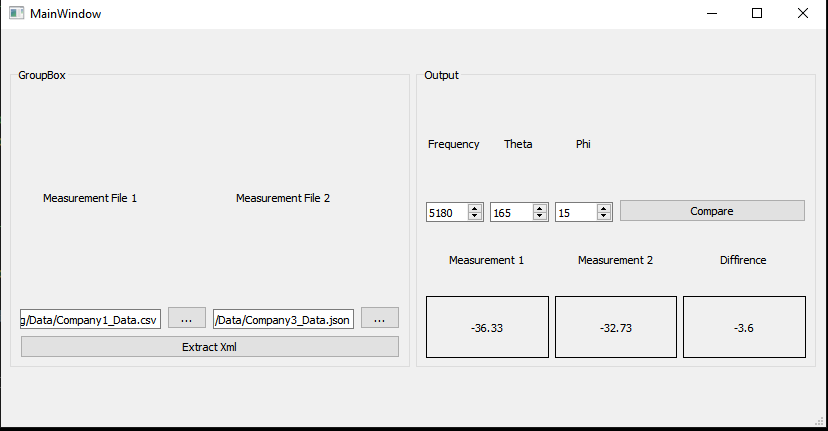 MainWindow
GroupBox
Measurement File 1
Measurement File 2
g/Data/Company1_Data.csv
...
/Data/Company3_Data.json
...
Extract Xml
Output
Frequency
Theta
Phi
5180
165
15
Compare
Measurement 1
Measurement 2
Diffirence
-36.33
-32.73
-3.6